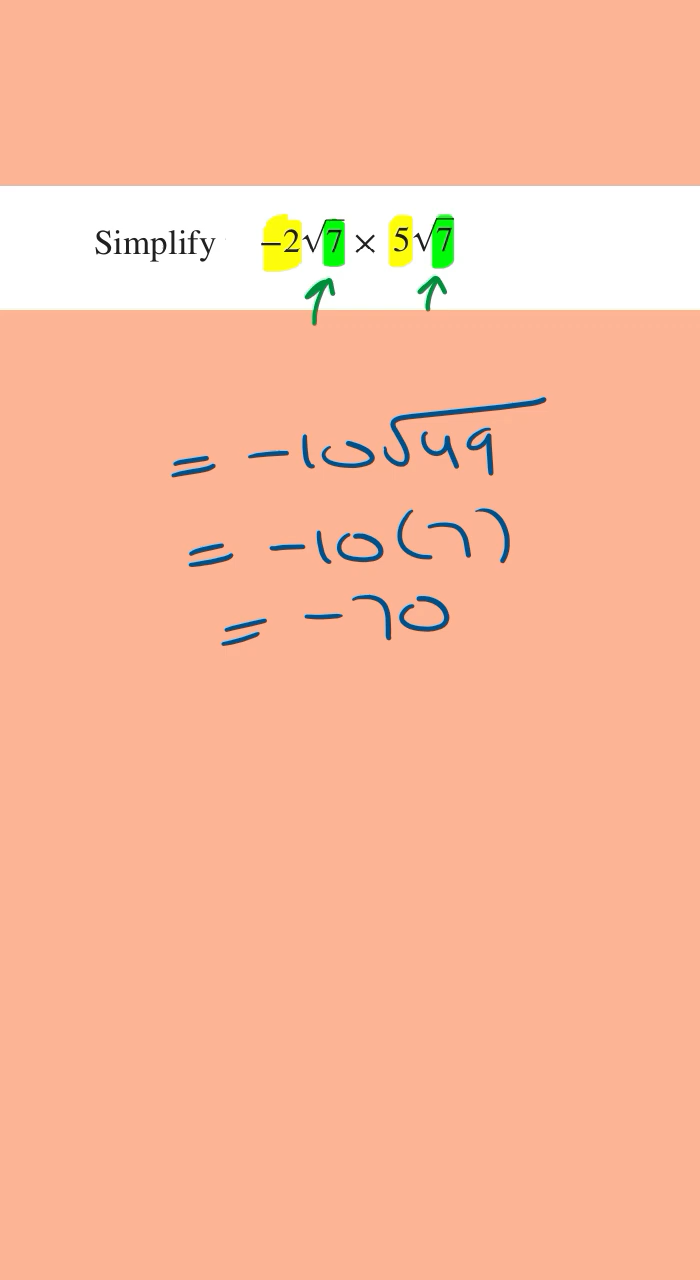 Simplify −2√7 × 5√7
= -10√49
= -10(7)
= -70